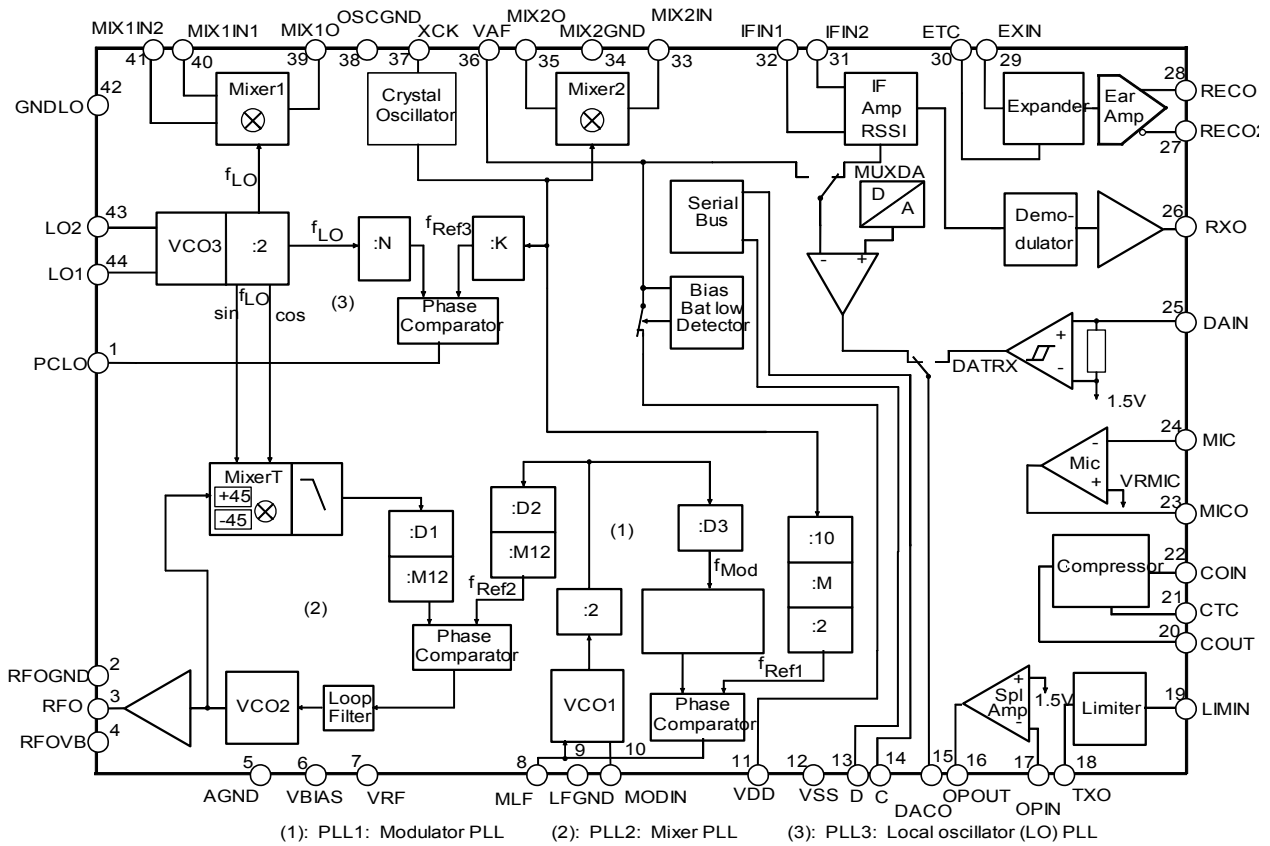 MIX1IN2
MIX1IN1
MIX1O
OSCGND
XCK
VAF
MIX2O
MIX2GND
MIX2IN
IFIN1
IFIN2
ETC
EXIN
41
40
39
38
37
36
35
34
33
32
31
30
29
42
GNDLO
Mixer1
Crystal
Oscillator
Mixer2
IF
Amp
RSSI
Expander
Ear
Amp
28
RECO
RECO2
27
fLO
MUXDA
D
A
Serial
Bus
43
LO2
LO1
44
VCO3
:2
fLO
:N
fRef3
:K
Demo-
dulator
26
RXO
sin
fLO
cos
(3)
Phase
Comparator
Bias
Bat low
Detector
-
+
25
DAIN
+
-
DATRX
1.5V
1
PCLO
24
MIC
-
Mic
+
VRMIC
23
MICO
MixerT
+45
-45
:D1
:M12
:D2
:M12
(1)
:D3
fMod
:10
:M
:2
Compressor
22
COIN
21
CTC
20
COUT
fRef2
(2)
:2
Phase
Comparator
fRef1
2
RFOGND
3
RFO
4
RFOVB
VCO2
Loop
Filter
VCO1
Phase
Comparator
+
Spl
Amp
-
1.5V
Limiter
19
LIMIN
5
6
7
8
9
10
11
12
13
14
15
16
17
18
AGND
VBIAS
VRF
MLF
LFGND
MODIN
VDD
VSS
D
C
DACO
OPOUT
OPIN
TXO
(1): PLL1: Modulator PLL
(2): PLL2: Mixer PLL
(3): PLL3: Local oscillator (LO) PLL